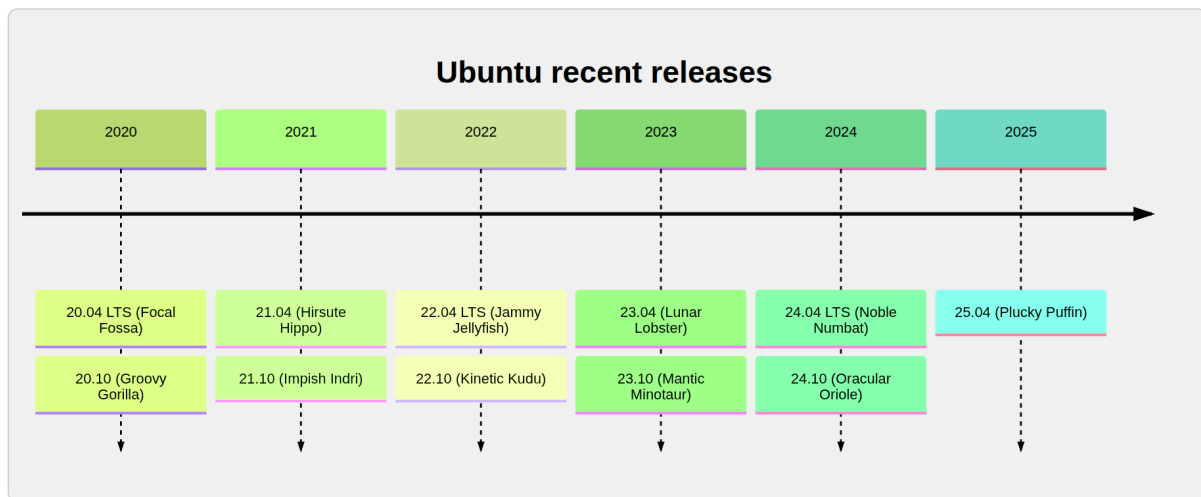 Ubuntu recent releases
2020
2021
2022
2023
2024
2025
20.04 LTS (Focal
Fossa)
20.10 (Groovy
Gorilla)
21.04 (Hirsute
Hippo)
21.10 (Impish Indri)
22.04 LTS (Jammy
Jellyfish)
22.10 (Kinetic Kudu)
23.04 (Lunar
Lobster)
23.10 (Mantic
Minotaur)
24.04 LTS (Noble
Numbat)
24.10 (Oracular
Oriole)
25.04 (Plucky Puffin)